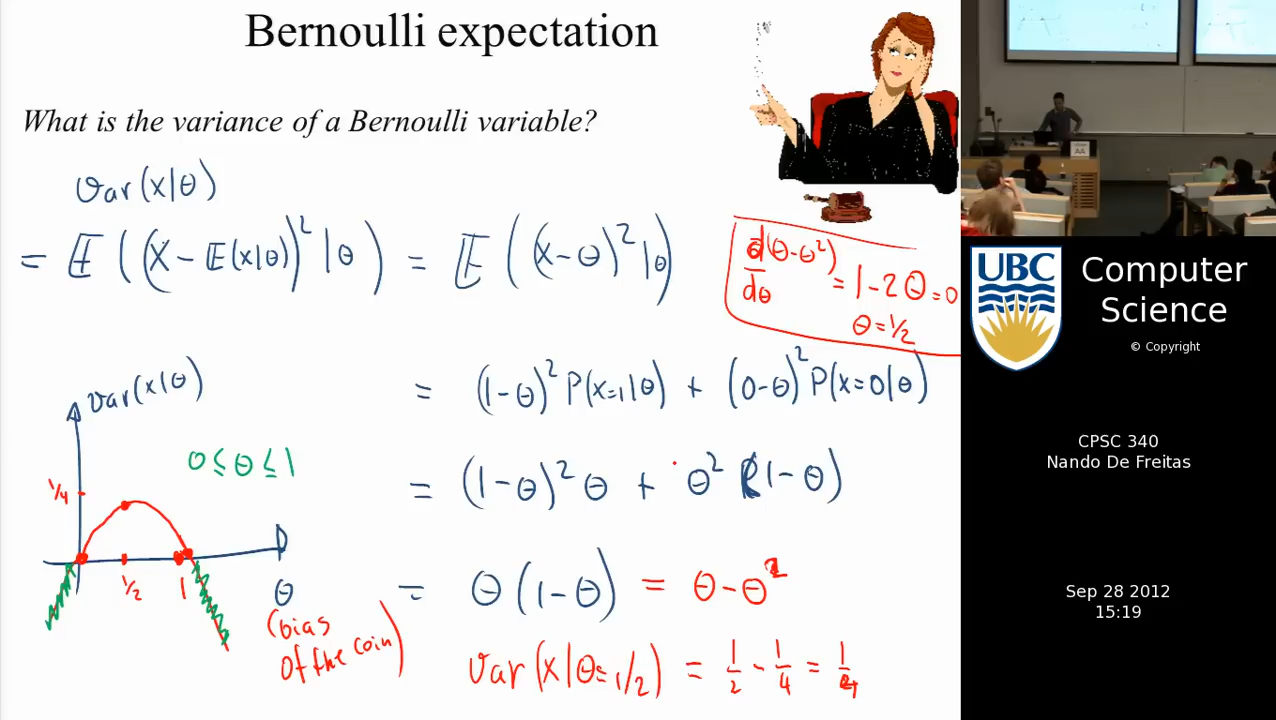 Bernoulli expectation
What is the variance of a Bernoulli variable?
var(x|θ)
= E((X - E(x|θ))² |θ) = E((x-θ)² |θ)
d(θ-θ²)/dθ = 1-2θ = 0
θ = 1/2
= (1-θ)² P(x=1|θ) + (0-θ)² P(x=0|θ)
var(x|θ)
0 ≤ θ ≤ 1
1/4
= (1-θ)² θ + θ² (1-θ)
1/2
1
θ
(bias
of the coin)
= θ(1-θ) = θ-θ²
var(x|θ=1/2) = 1/2 - 1/4 = 1/4
UBC
Computer
Science
© Copyright
CPSC 340
Nando De Freitas
Sep 28 2012
15:19